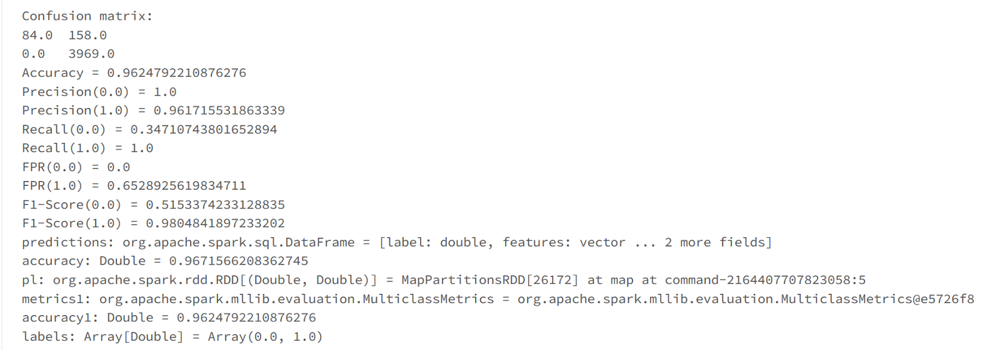 Confusion matrix:
84.0  158.0
0.0   3969.0
Accuracy = 0.9624792210876276
Precision(0.0) = 1.0
Precision(1.0) = 0.961715531863339
Recall(0.0) = 0.34710743801652894
Recall(1.0) = 1.0
FPR(0.0) = 0.0
FPR(1.0) = 0.6528925619834711
F1-Score(0.0) = 0.5153374233128835
F1-Score(1.0) = 0.9804841897233202
predictions: org.apache.spark.sql.DataFrame = [label: double, features: vector ... 2 more fields]
accuracy: Double = 0.9671566208362745
pl: org.apache.spark.rdd.RDD[(Double, Double)] = MapPartitionsRDD[26172] at map at command-2164407707823058:5
metrics1: org.apache.spark.mllib.evaluation.MulticlassMetrics = org.apache.spark.mllib.evaluation.MulticlassMetrics@e5726f8
accuracy1: Double = 0.9624792210876276
labels: Array[Double] = Array(0.0, 1.0)